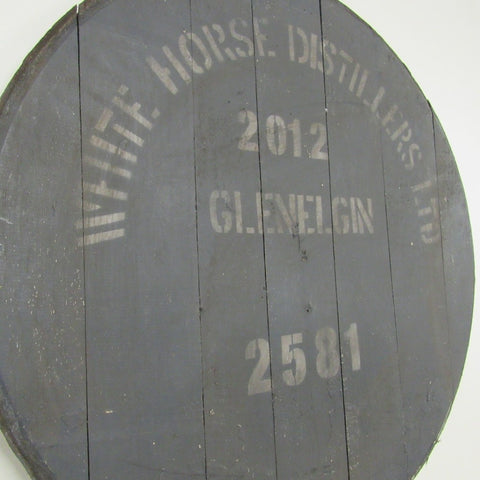 WHITE HORSE DISTILLERS LTD
2012
GLENELGIN
2581